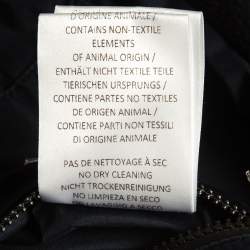 D'ORIGINE ANIMALE /
CONTAINS NON-TEXTILE
ELEMENTS
OF ANIMAL ORIGIN /
ENTHÄLT NICHT TEXTILE TEILE
TIERISCHEN URSPRUNGS /
CONTIENE PARTES NO TEXTILES
DE ORIGEN ANIMAL /
CONTIENE PARTI NON TESSILI
DI ORIGINE ANIMALE
PAS DE NETTOYAGE À SEC
NO DRY CLEANING
NICHT TROCKENREINIGUNG
NO LIMPIEZA EN SECO